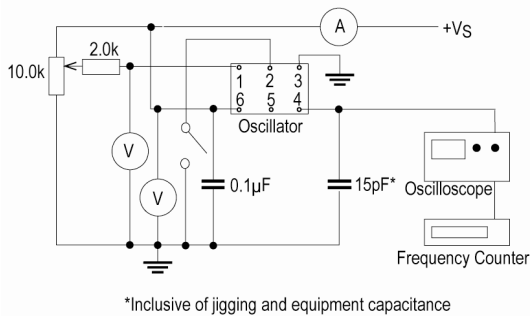 A
+VS
2.0k
10.0k
1 2 3
6 5 4
Oscillator
V
V
0.1µF
15pF*
Oscilloscope
Frequency Counter
*Inclusive of jigging and equipment capacitance